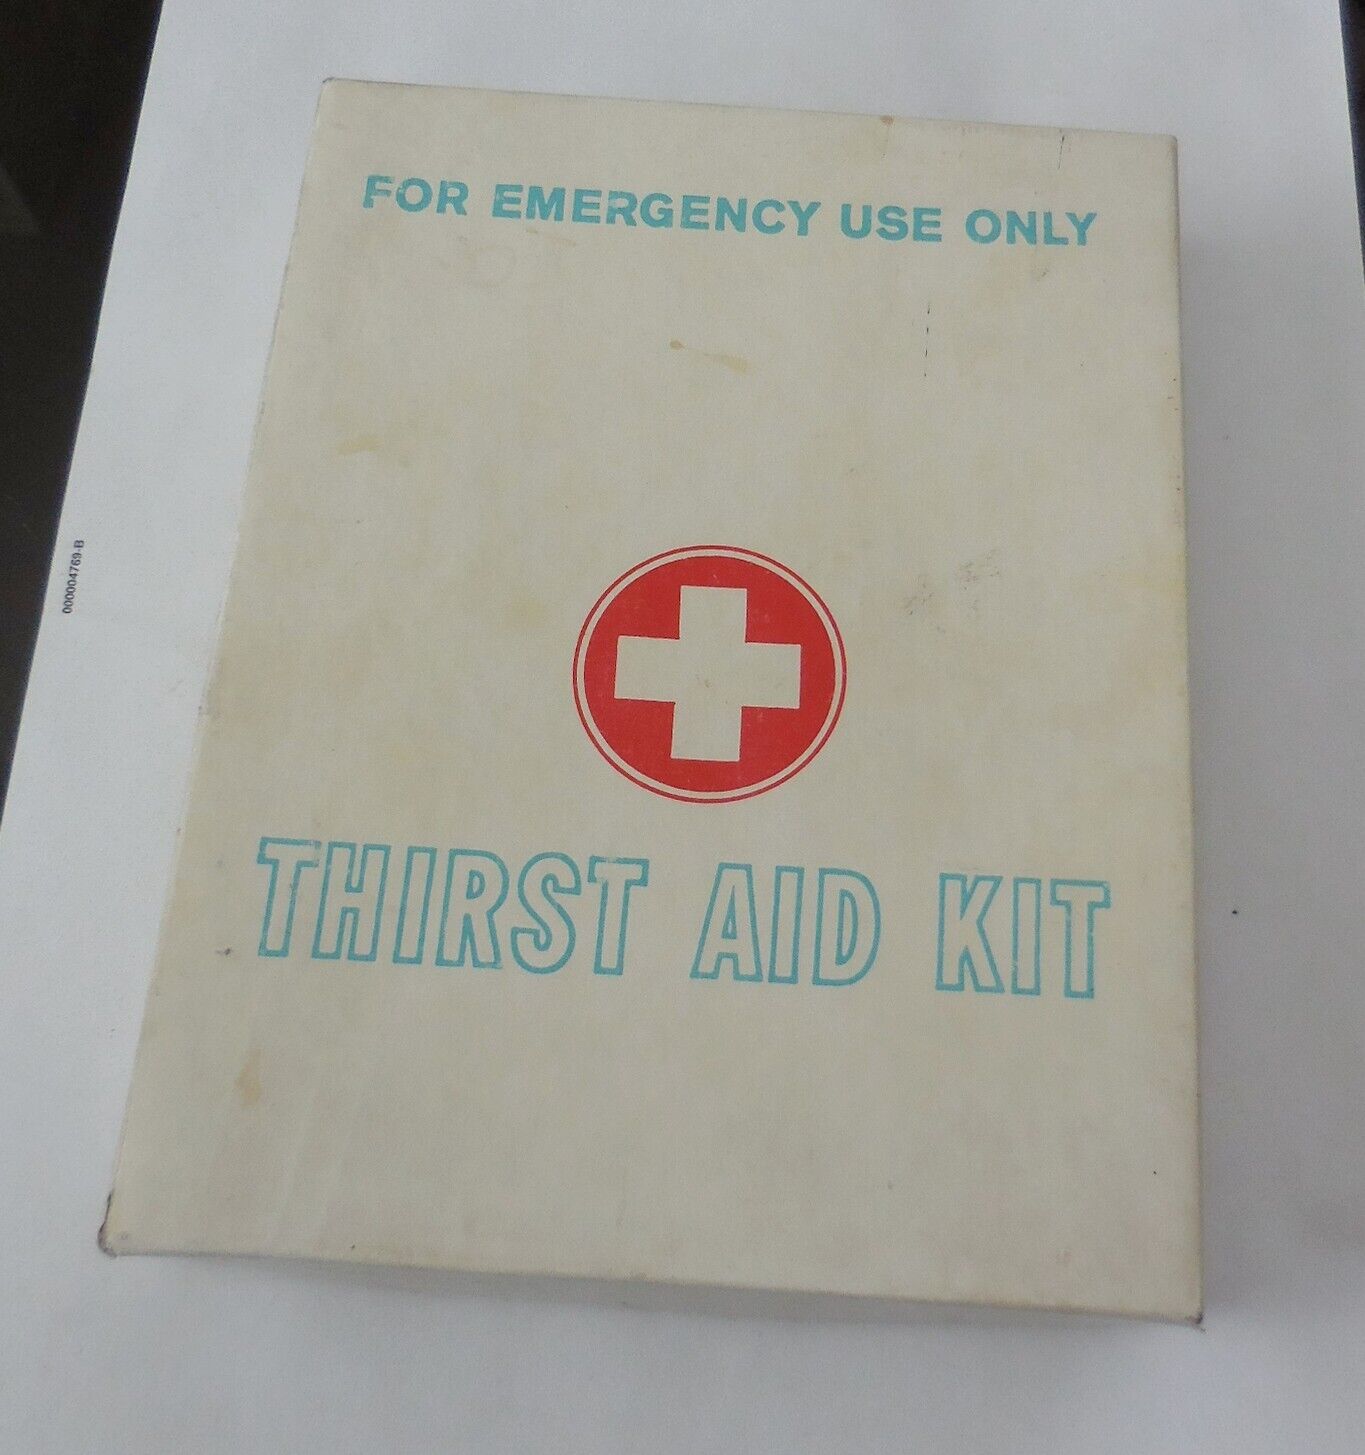 FOR EMERGENCY USE ONLY
000004769-B
THIRST AID KIT